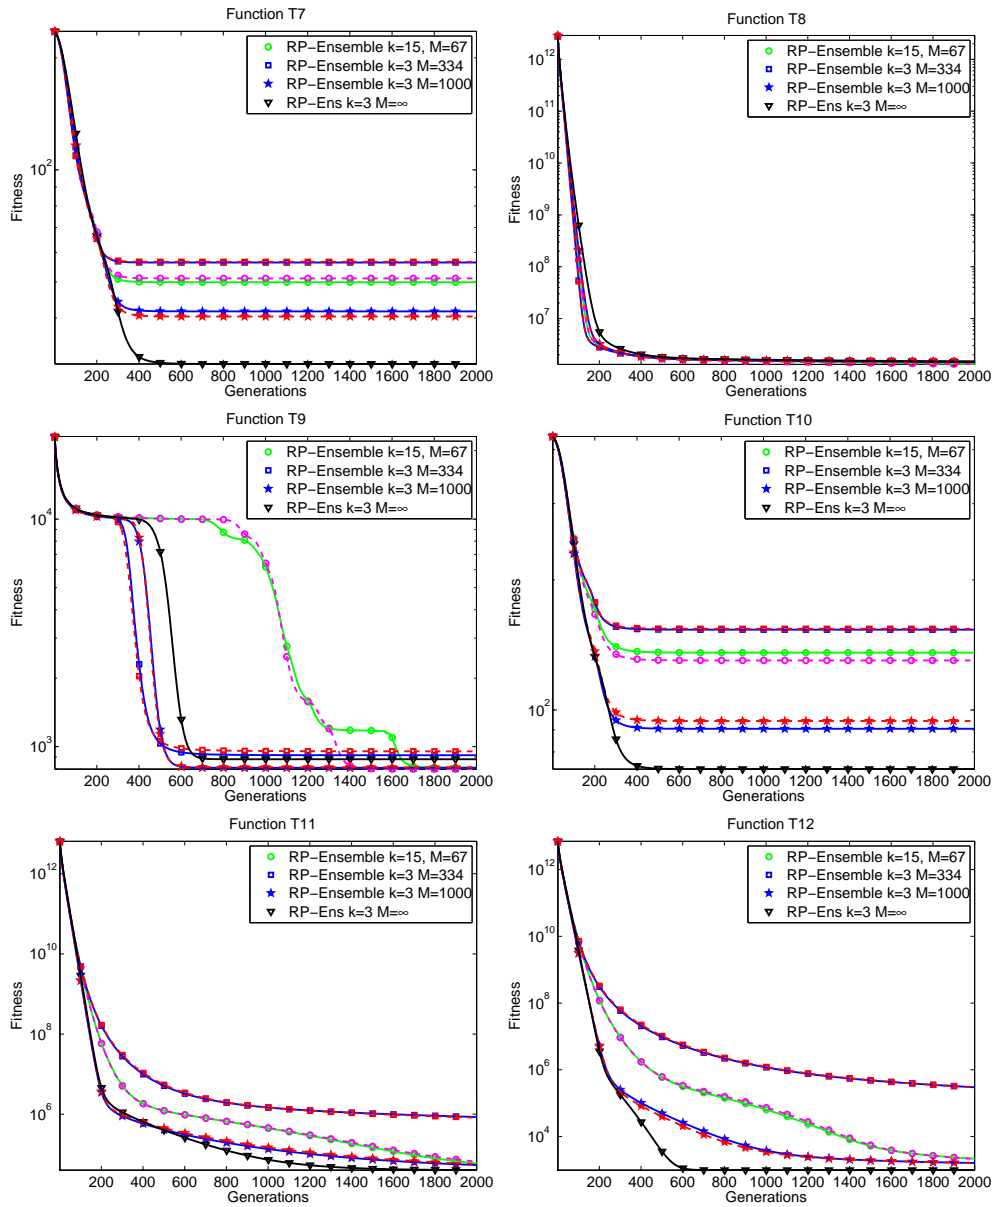 Function T7
Fitness
10^2
RP−Ensemble k=15, M=67
RP−Ensemble k=3 M=334
RP−Ensemble k=3 M=1000
RP−Ens k=3 M=∞
200 400 600 800 1000 1200 1400 1600 1800 2000
Generations
Function T8
Fitness
10^12
10^11
10^10
10^9
10^8
10^7
RP−Ensemble k=15, M=67
RP−Ensemble k=3 M=334
RP−Ensemble k=3 M=1000
RP−Ens k=3 M=∞
200 400 600 800 1000 1200 1400 1600 1800 2000
Generations
Function T9
Fitness
10^4
10^3
RP−Ensemble k=15, M=67
RP−Ensemble k=3 M=334
RP−Ensemble k=3 M=1000
RP−Ens k=3 M=∞
200 400 600 800 1000 1200 1400 1600 1800 2000
Generations
Function T10
Fitness
10^2
RP−Ensemble k=15, M=67
RP−Ensemble k=3 M=334
RP−Ensemble k=3 M=1000
RP−Ens k=3 M=∞
200 400 600 800 1000 1200 1400 1600 1800 2000
Generations
Function T11
Fitness
10^12
10^10
10^8
10^6
RP−Ensemble k=15, M=67
RP−Ensemble k=3 M=334
RP−Ensemble k=3 M=1000
RP−Ens k=3 M=∞
200 400 600 800 1000 1200 1400 1600 1800 2000
Generations
Function T12
Fitness
10^12
10^10
10^8
10^6
10^4
RP−Ensemble k=15, M=67
RP−Ensemble k=3 M=334
RP−Ensemble k=3 M=1000
RP−Ens k=3 M=∞
200 400 600 800 1000 1200 1400 1600 1800 2000
Generations